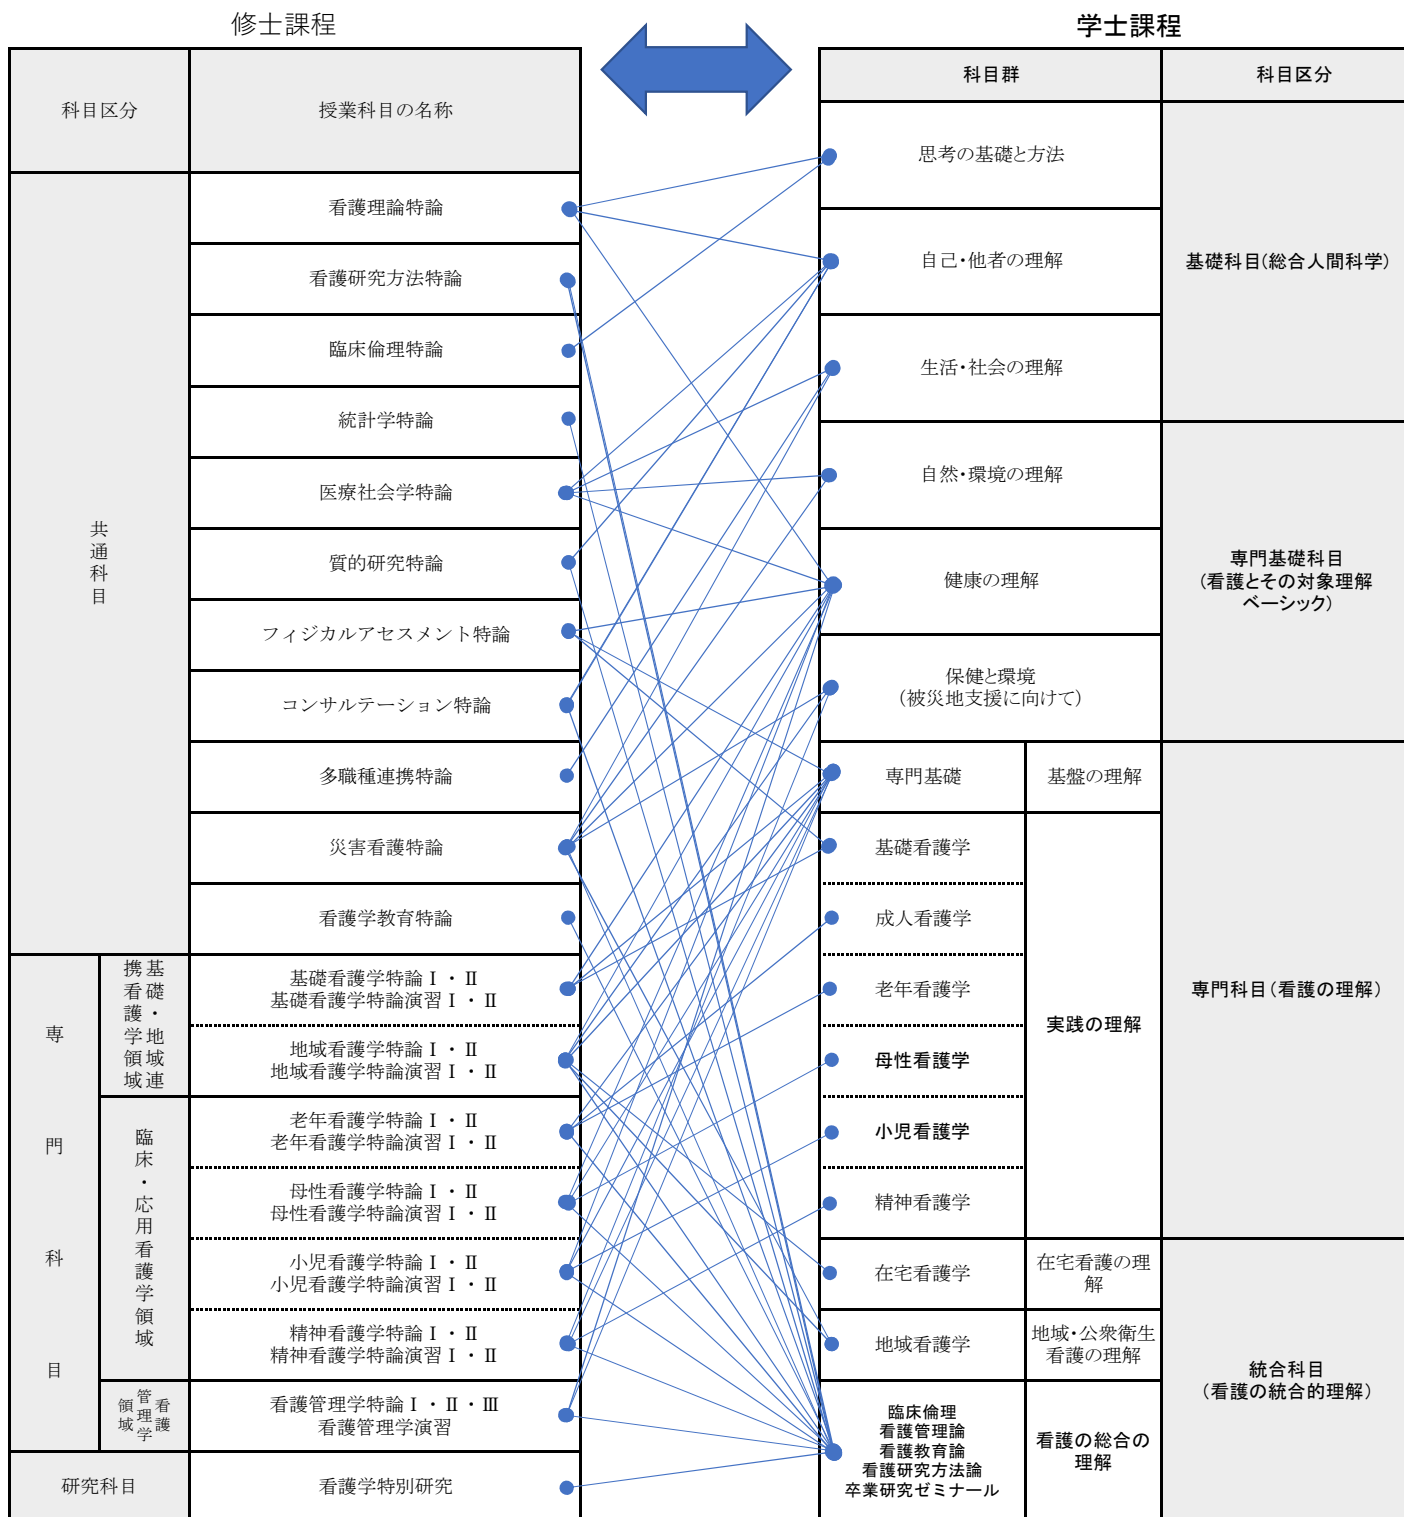 修士課程
科目区分
授業科目の名称
共通科目
看護理論特論
看護研究方法特論
臨床倫理特論
統計学特論
医療社会学特論
質的研究特論
フィジカルアセスメント特論
コンサルテーション特論
多職種連携特論
災害看護特論
看護学教育特論
専門科目
基礎・地域連携看護学領域
基礎看護学特論Ⅰ・Ⅱ
基礎看護学特論演習Ⅰ・Ⅱ
地域看護学特論Ⅰ・Ⅱ
地域看護学特論演習Ⅰ・Ⅱ
臨床・応用看護学領域
老年看護学特論Ⅰ・Ⅱ
老年看護学特論演習Ⅰ・Ⅱ
母性看護学特論Ⅰ・Ⅱ
母性看護学特論演習Ⅰ・Ⅱ
小児看護学特論Ⅰ・Ⅱ
小児看護学特論演習Ⅰ・Ⅱ
精神看護学特論Ⅰ・Ⅱ
精神看護学特論演習Ⅰ・Ⅱ
看護管理学領域
看護管理学特論Ⅰ・Ⅱ・Ⅲ
看護管理学演習
研究科目
看護学特別研究
学士課程
科目群
科目区分
思考の基礎と方法
自己・他者の理解
生活・社会の理解
基礎科目(総合人間科学)
自然・環境の理解
健康の理解
保健と環境
(被災地支援に向けて)
専門基礎科目
(看護とその対象理解
ベーシック)
専門基礎
基盤の理解
基礎看護学
成人看護学
老年看護学
母性看護学
小児看護学
精神看護学
実践の理解
専門科目(看護の理解)
在宅看護学
在宅看護の理
解
地域看護学
地域・公衆衛生
看護の理解
臨床倫理
看護管理論
看護教育論
看護研究方法論
卒業研究ゼミナール
看護の総合の
理解
統合科目
(看護の統合的理解)